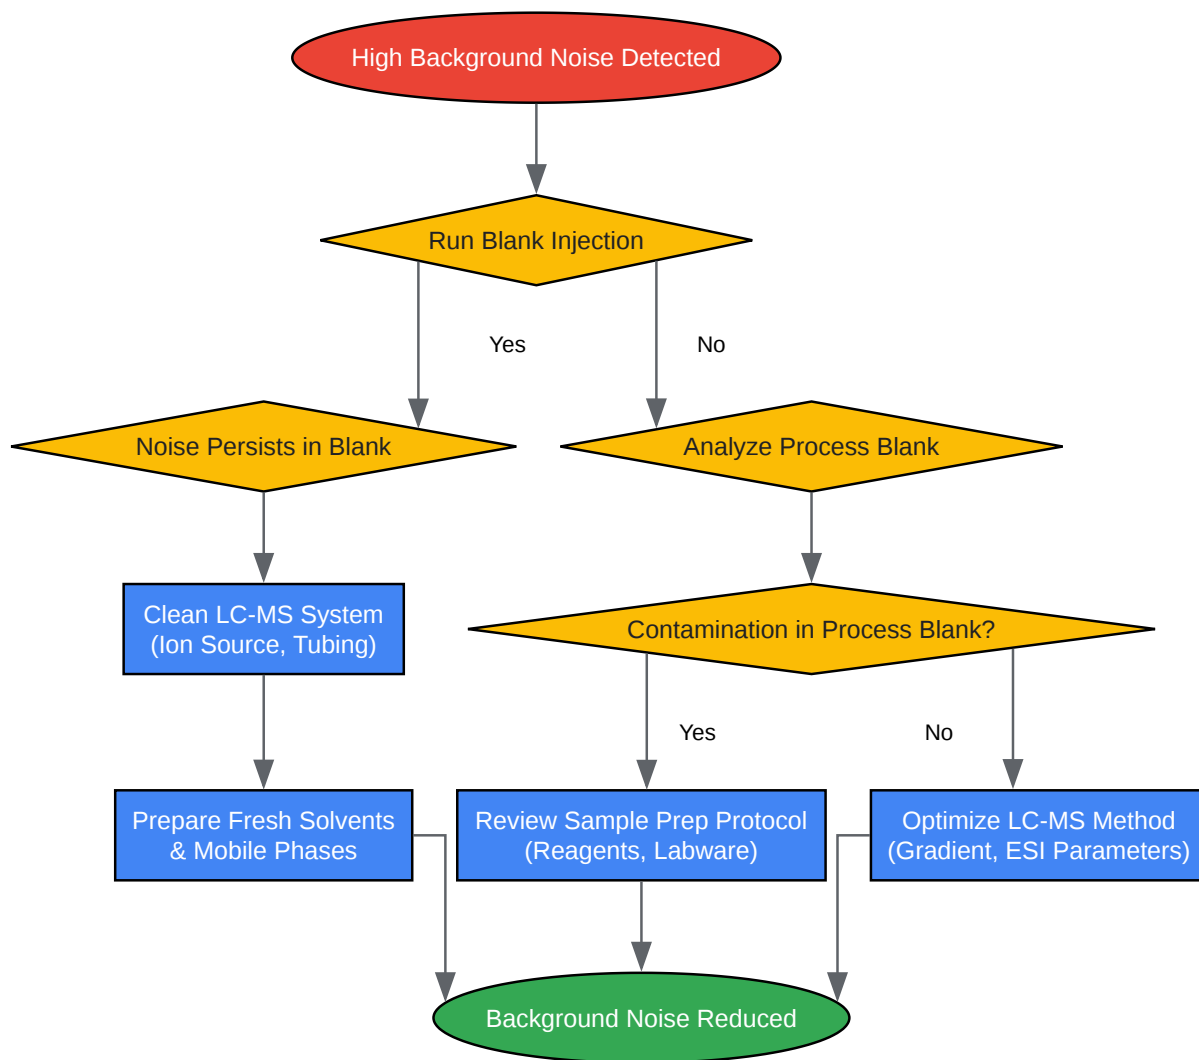 High Background Noise Detected
Run Blank Injection
Yes
No
Noise Persists in Blank
Analyze Process Blank
Clean LC-MS System
(Ion Source, Tubing)
Contamination in Process Blank?
Yes
No
Prepare Fresh Solvents
& Mobile Phases
Review Sample Prep Protocol
(Reagents, Labware)
Optimize LC-MS Method
(Gradient, ESI Parameters)
Background Noise Reduced